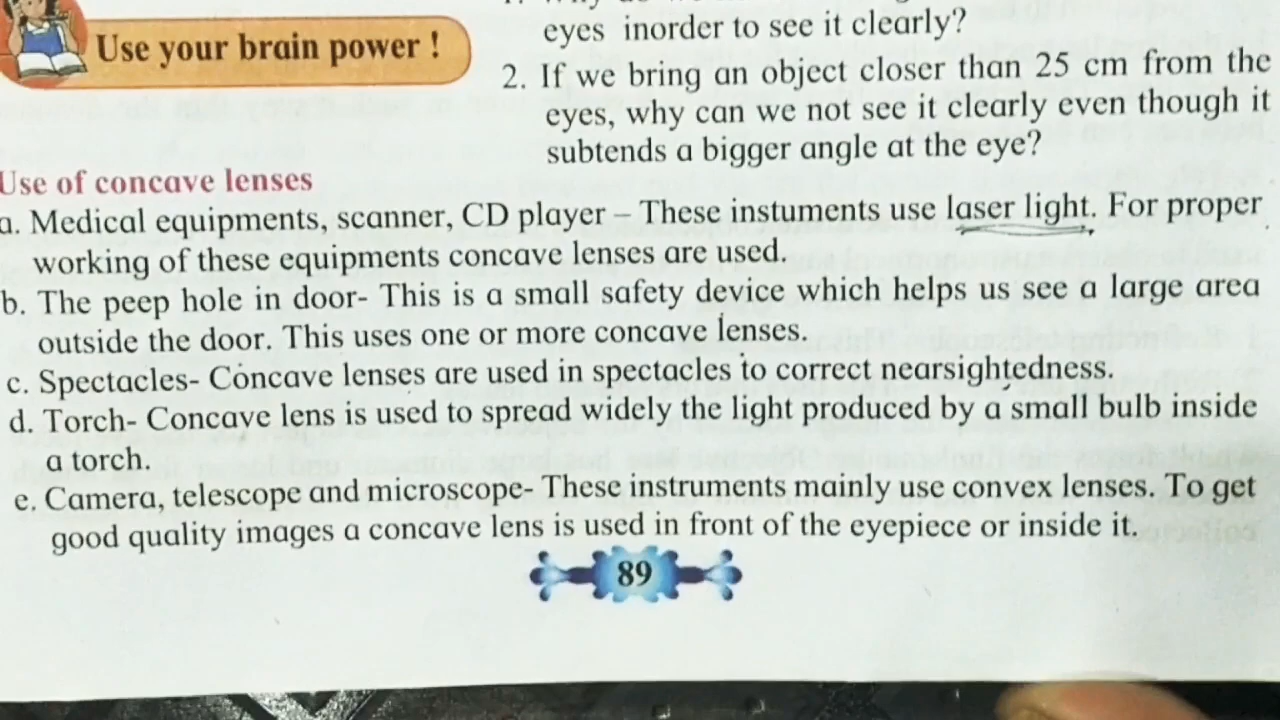 Use your brain power !
eyes inorder to see it clearly?
2. If we bring an object closer than 25 cm from the
eyes, why can we not see it clearly even though it
subtends a bigger angle at the eye?
Use of concave lenses
a. Medical equipments, scanner, CD player – These instuments use laser light. For proper
working of these equipments concave lenses are used.
b. The peep hole in door- This is a small safety device which helps us see a large area
outside the door. This uses one or more concave lenses.
c. Spectacles- Concave lenses are used in spectacles to correct nearsightedness.
d. Torch- Concave lens is used to spread widely the light produced by a small bulb inside
a torch.
e. Camera, telescope and microscope- These instruments mainly use convex lenses. To get
good quality images a concave lens is used in front of the eyepiece or inside it.
89